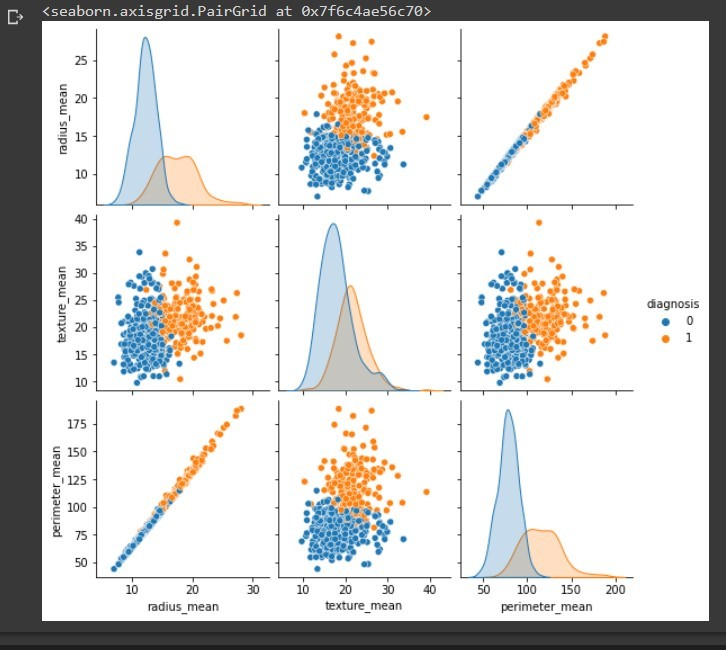 <seaborn.axisgrid.PairGrid at 0x7f6c4ae56c70>
radius_mean
25
20
15
10
texture_mean
40
35
30
25
20
15
10
diagnosis
0
1
perimeter_mean
175
150
125
100
75
50
10 20 30
10 20 30 40
50 100 150 200
radius_mean
texture_mean
perimeter_mean